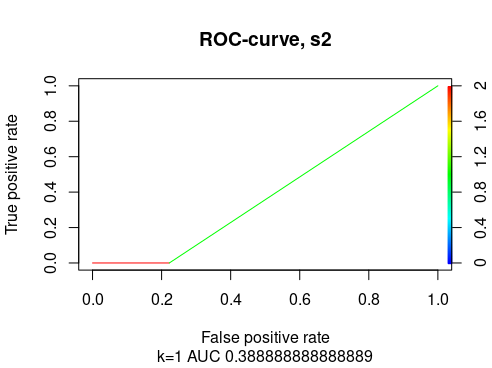 ROC-curve, s2
True positive rate
1.0
0.8
0.6
0.4
0.2
0.0
2
1.6
1.2
0.8
0.4
0
0.0 0.2 0.4 0.6 0.8 1.0
False positive rate
k=1 AUC 0.388888888888889